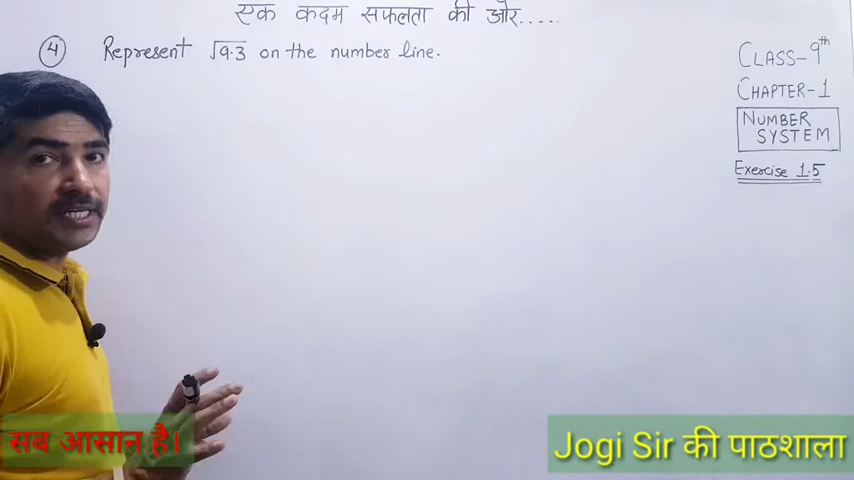 एक कदम सफलता की ओर.....
4 Represent √9.3 on the number line.
CLASS-9th
CHAPTER-1
NUMBER
SYSTEM
Exercise 1.5
सब आसान है।
Jogi Sir की पाठशाला